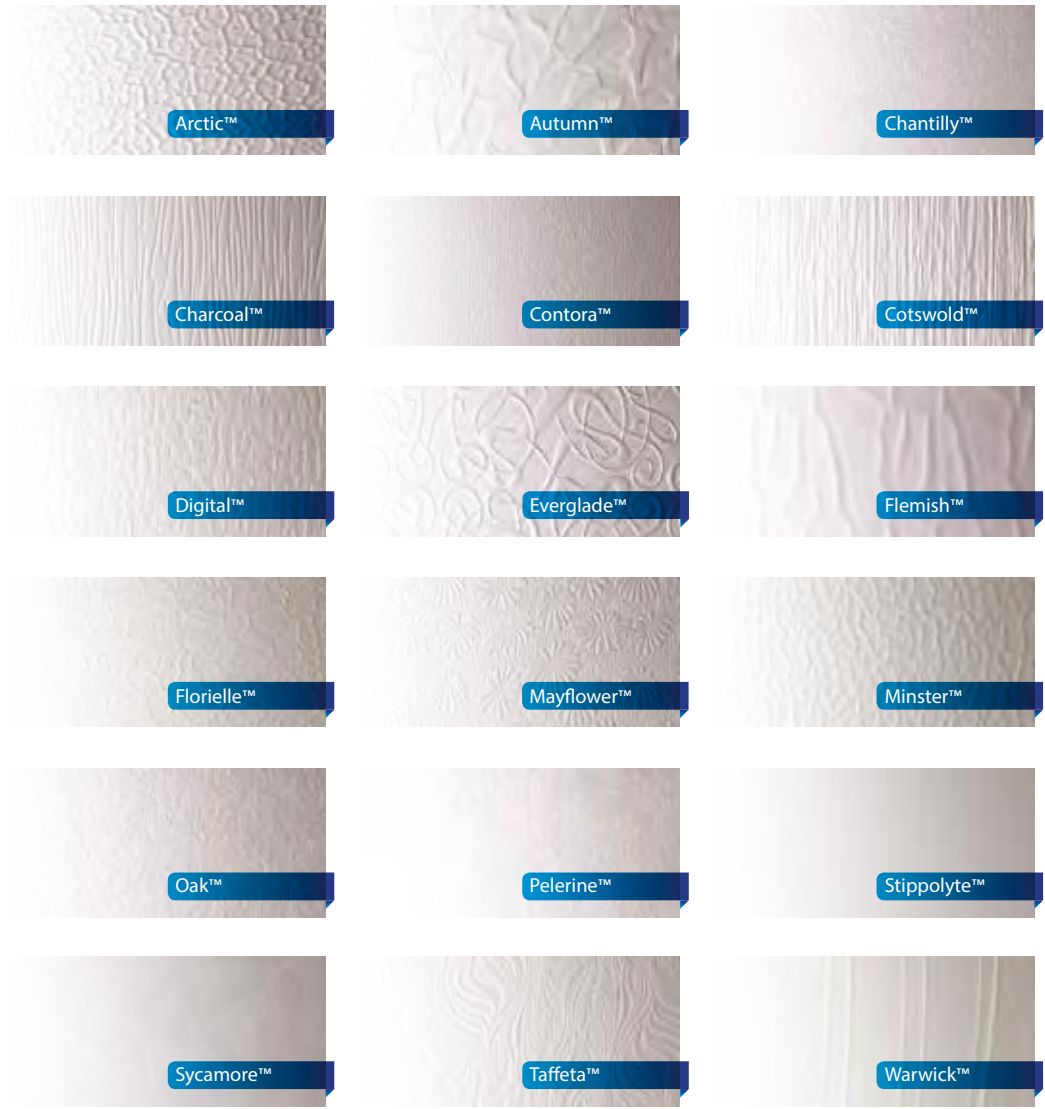 Arctic™
Autumn™
Chantilly™
Charcoal™
Contora™
Cotswold™
Digital™
Everglade™
Flemish™
Florielle™
Mayflower™
Minster™
Oak™
Pelerine™
Stippolyte™
Sycamore™
Taffeta™
Warwick™